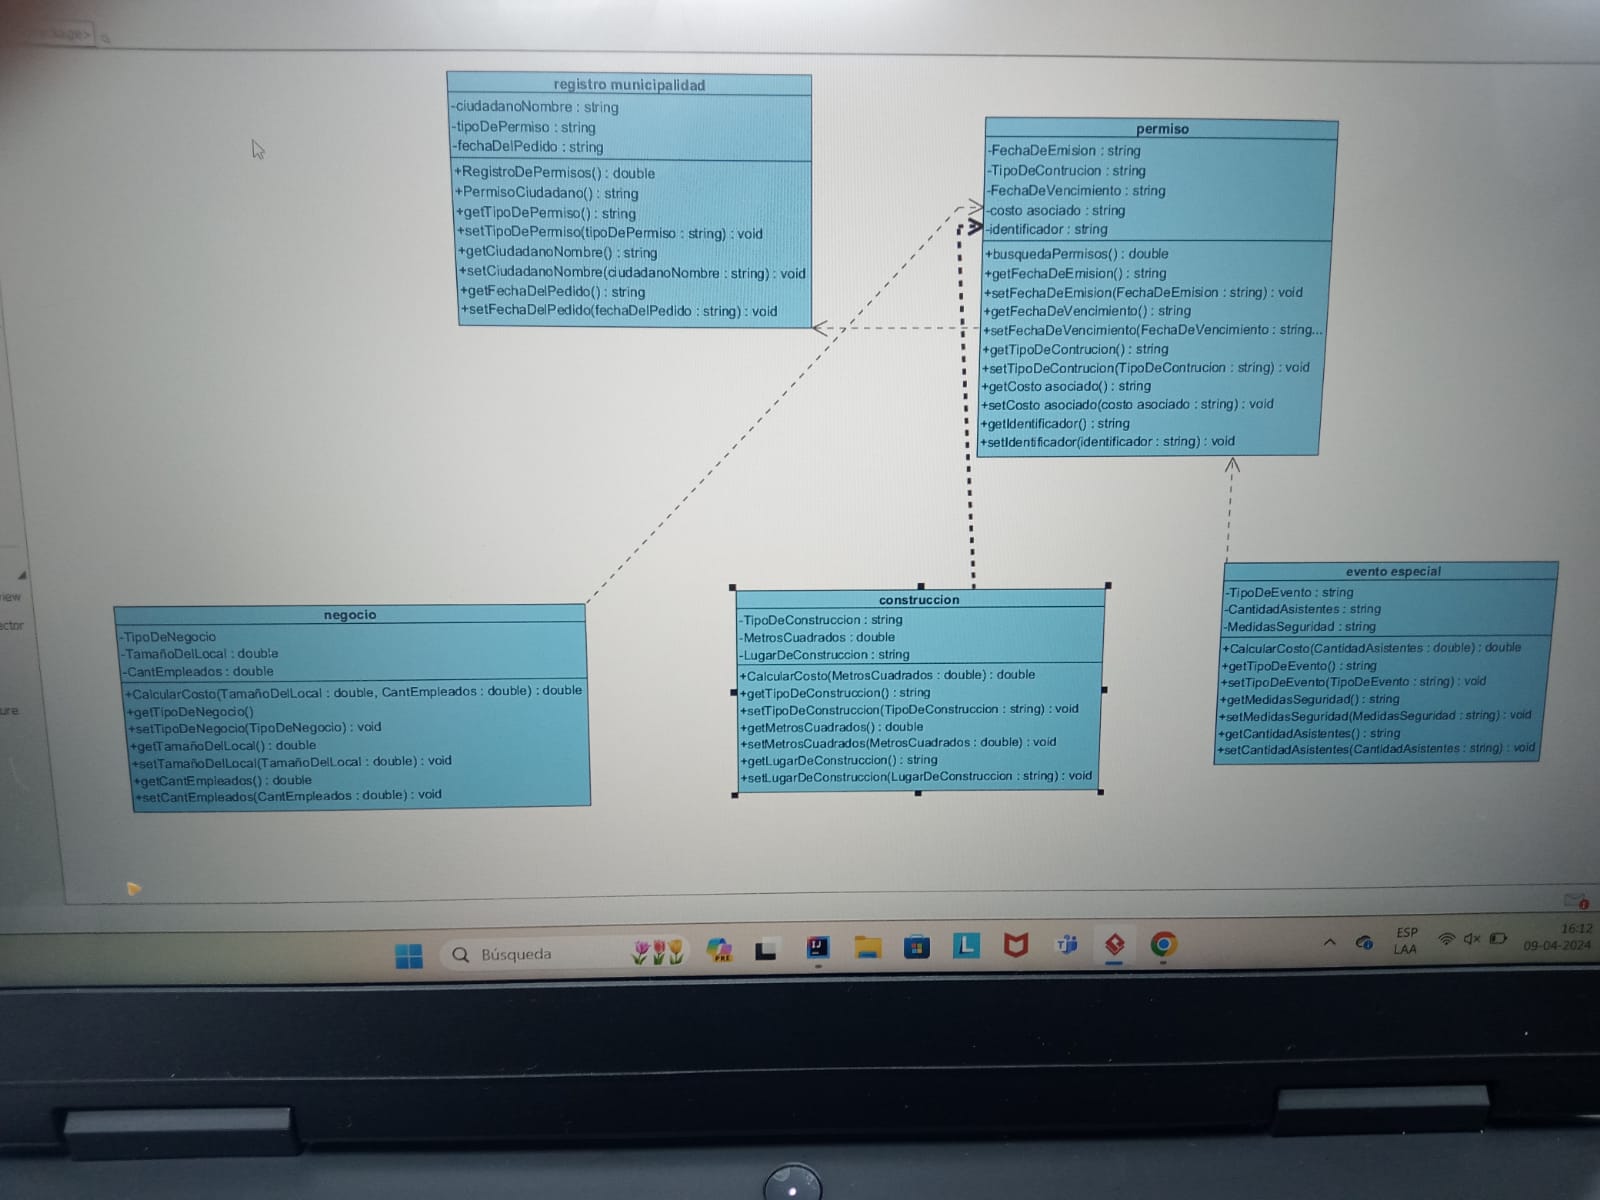 registro municipalidad
-ciudadanoNombre : string
-tipoDePermiso : string
-fechaDelPedido : string
+RegistroDePermisos() : double
+PermisoCiudadano() : string
+getTipoDePermiso() : string
+setTipoDePermiso(tipoDePermiso : string) : void
+getCiudadanoNombre() : string
+setCiudadanoNombre(ciudadanoNombre : string) : void
+getFechaDelPedido() : string
+setFechaDelPedido(fechaDelPedido : string) : void
permiso
-FechaDeEmision : string
-TipoDeContrucion : string
-FechaDeVencimiento : string
-costo asociado : string
-identificador : string
+busquedaPermisos() : double
+getFechaDeEmision() : string
+setFechaDeEmision(FechaDeEmision : string) : void
+getFechaDeVencimiento() : string
+setFechaDeVencimiento(FechaDeVencimiento : string...
+getTipoDeContrucion() : string
+setTipoDeContrucion(TipoDeContrucion : string) : void
+getCosto asociado() : string
+setCosto asociado(costo asociado : string) : void
+getIdentificador() : string
+setIdentificador(identificador : string) : void
negocio
-TipoDeNegocio
-TamañoDelLocal : double
-CantEmpleados : double
+CalcularCosto(TamañoDelLocal : double, CantEmpleados : double) : double
+getTipoDeNegocio()
+setTipoDeNegocio(TipoDeNegocio) : void
+getTamañoDelLocal() : double
+setTamañoDelLocal(TamañoDelLocal : double) : void
+getCantEmpleados() : double
+setCantEmpleados(CantEmpleados : double) : void
construccion
-TipoDeConstruccion : string
-MetrosCuadrados : double
-LugarDeConstruccion : string
+CalcularCosto(MetrosCuadrados : double) : double
+getTipoDeConstruccion() : string
+setTipoDeConstruccion(TipoDeConstruccion : string) : void
+getMetrosCuadrados() : double
+setMetrosCuadrados(MetrosCuadrados : double) : void
+getLugarDeConstruccion() : string
+setLugarDeConstruccion(LugarDeConstruccion : string) : void
evento especial
-TipoDeEvento : string
-CantidadAsistentes : string
-MedidasSeguridad : string
+CalcularCosto(CantidadAsistentes : double) : double
+getTipoDeEvento() : string
+setTipoDeEvento(TipoDeEvento : string) : void
+getMedidasSeguridad() : string
+setMedidasSeguridad(MedidasSeguridad : string) : void
+getCantidadAsistentes() : string
+setCantidadAsistentes(CantidadAsistentes : string) : void
Búsqueda
PRE
ESP
LAA
16:12
09-04-2024